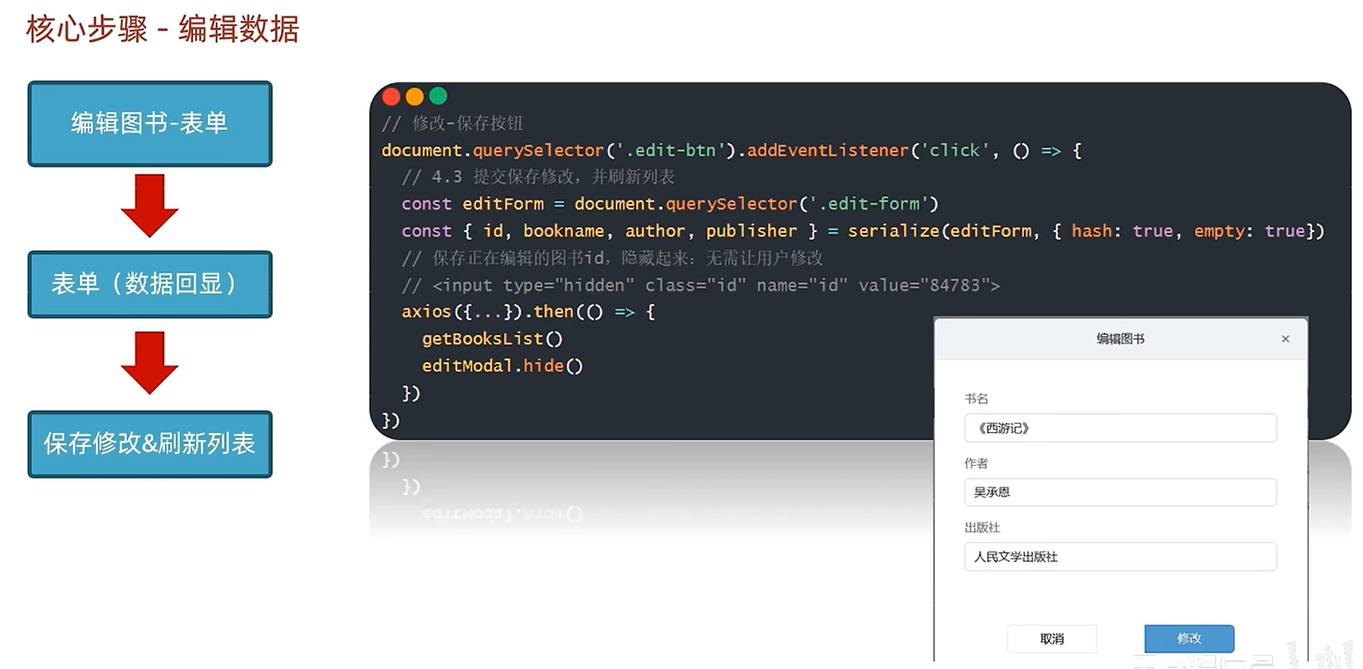 核心步骤 - 编辑数据
编辑图书-表单
表单（数据回显）
保存修改&刷新列表
// 修改-保存按钮
document.querySelector('.edit-btn').addEventListener('click', () => {
// 4.3 提交保存修改，并刷新列表
const editForm = document.querySelector('.edit-form')
const { id, bookname, author, publisher } = serialize(editForm, { hash: true, empty: true})
// 保存正在编辑的图书id，隐藏起来：无需让用户修改
// <input type="hidden" class="id" name="id" value="84783">
axios({...}).then(() => {
getBooksList()
editModal.hide()
})
})
})
})
editModal.hide()
编辑图书 ×
书名
《西游记》
作者
吴承恩
出版社
人民文学出版社
取消 修改